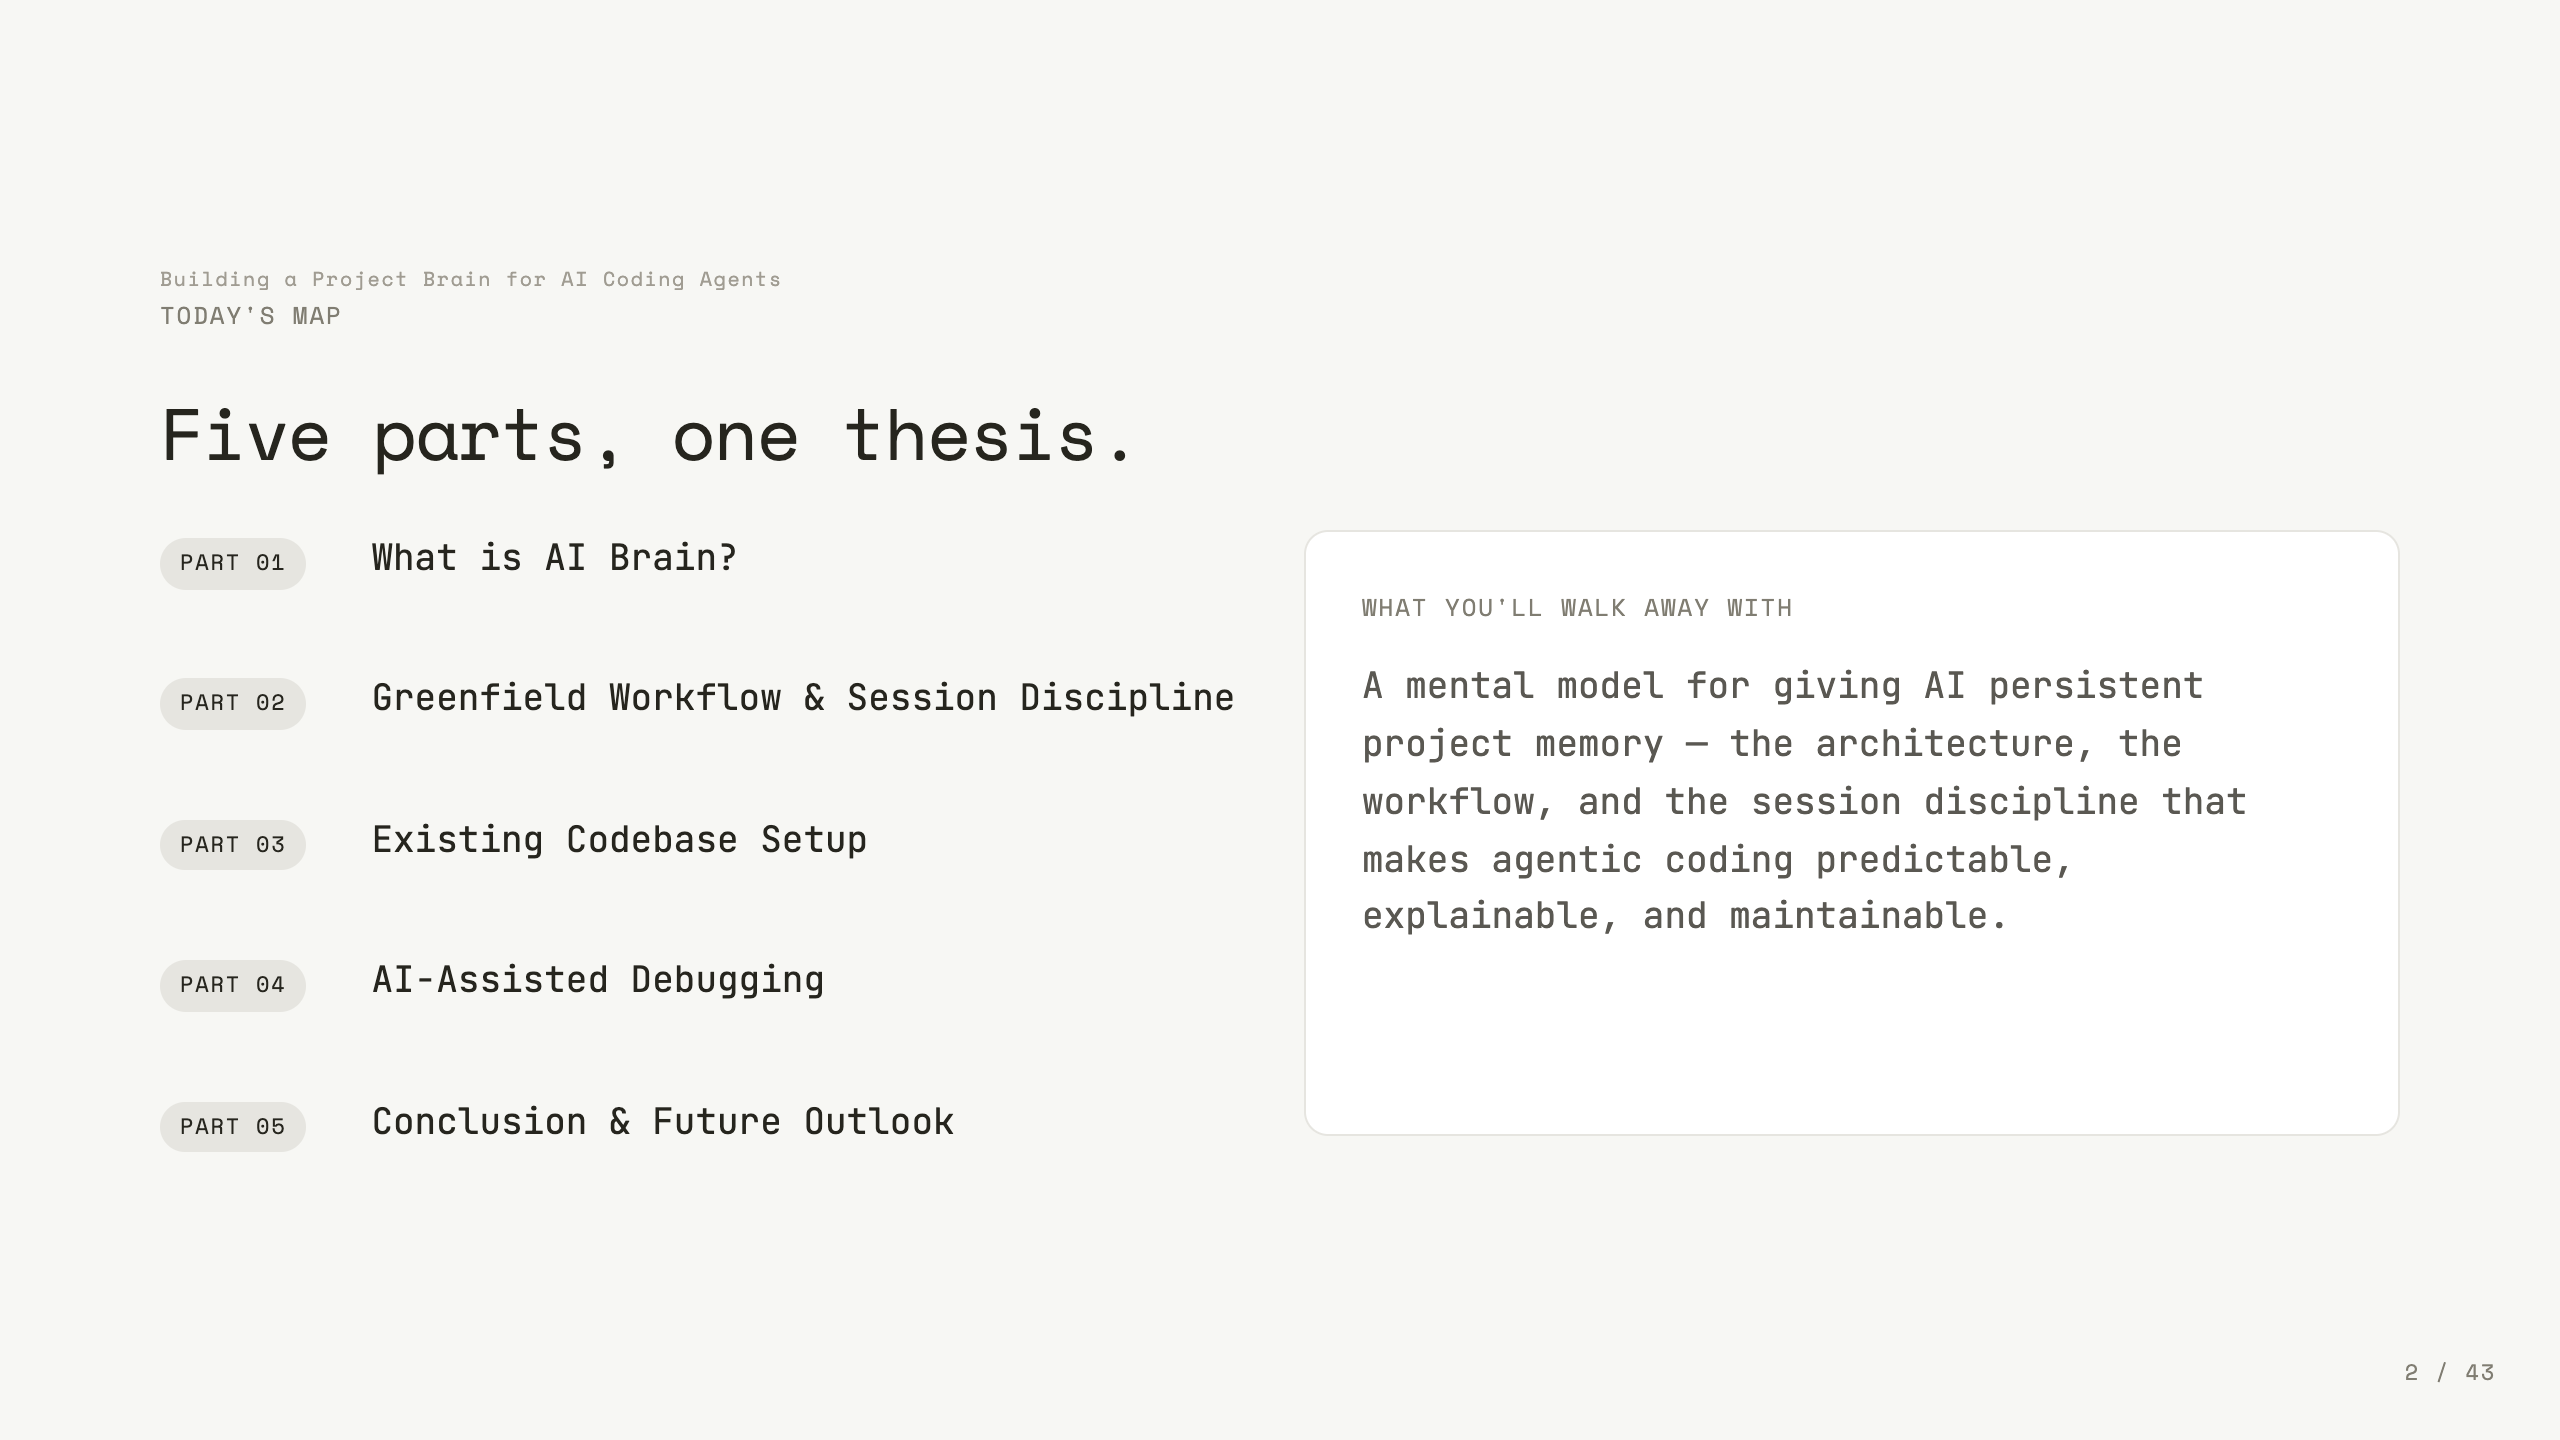 Building a Project Brain for AI Coding Agents
TODAY'S MAP
Five parts, one thesis.
PART 01 What is AI Brain?
PART 02 Greenfield Workflow & Session Discipline
PART 03 Existing Codebase Setup
PART 04 AI-Assisted Debugging
PART 05 Conclusion & Future Outlook
WHAT YOU'LL WALK AWAY WITH
A mental model for giving AI persistent
project memory — the architecture, the
workflow, and the session discipline that
makes agentic coding predictable,
explainable, and maintainable.
2 / 43